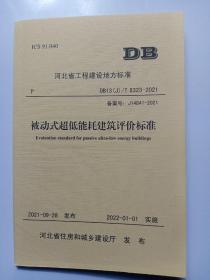 ICS 91.040
DB
河北省工程建设地方标准
P
DB13(J)/T 8323-2021
备案号：J14041-2021
被动式超低能耗建筑评价标准
Evaluation standard for passive ultra-low energy buildings
2021-09-28 发布
2022-01-01 实施
河北省住房和城乡建设厅 发布